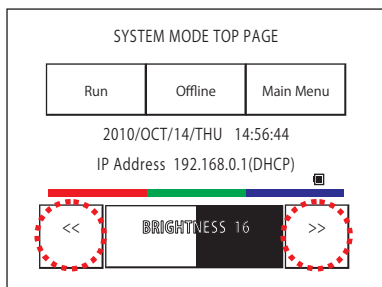 SYSTEM MODE TOP PAGE
Run Offline Main Menu
2010/OCT/14/THU 14:56:44
IP Address 192.168.0.1(DHCP)
<< BRIGHTNESS 16 >>